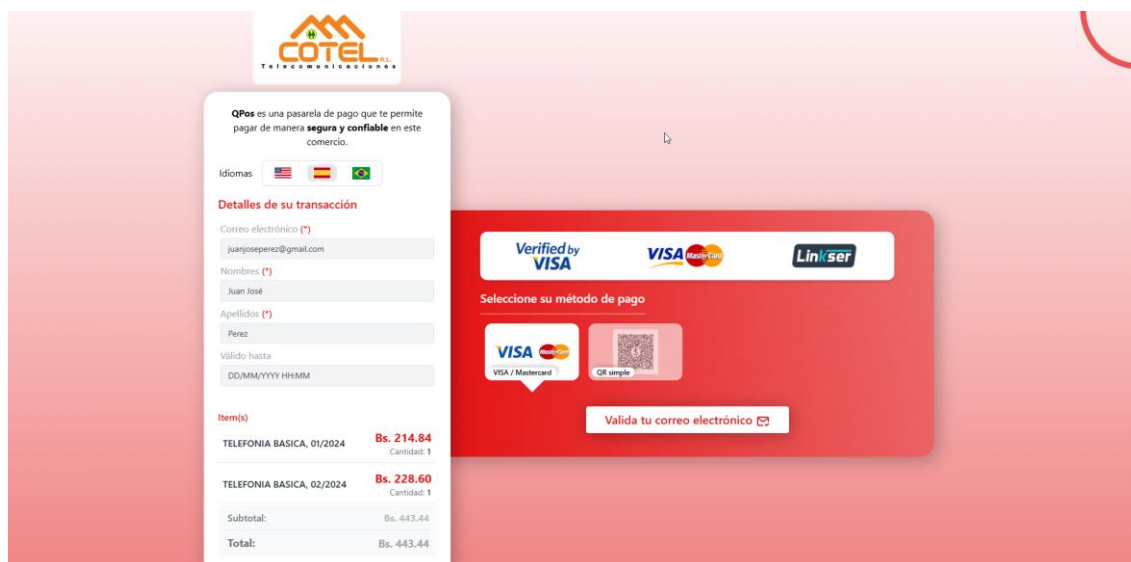 COTEL R.L.
Telecomunicaciones
QPos es una pasarela de pago que te permite
pagar de manera segura y confiable en este
comercio.
Idiomas
Detalles de su transacción
Correo electrónico (*)
juanjoseperez@gmail.com
Nombres (*)
Juan José
Apellidos (*)
Perez
Válido hasta
DD/MM/YYYY HH:MM
Item(s)
TELEFONIA BASICA, 01/2024
Bs. 214.84
Cantidad: 1
TELEFONIA BASICA, 02/2024
Bs. 228.60
Cantidad: 1
Subtotal: Bs. 443.44
Total: Bs. 443.44
Verified by
VISA
VISA MasterCard
Linkser
Seleccione su método de pago
VISA MasterCard
VISA / Mastercard
QR simple
Valida tu correo electrónico